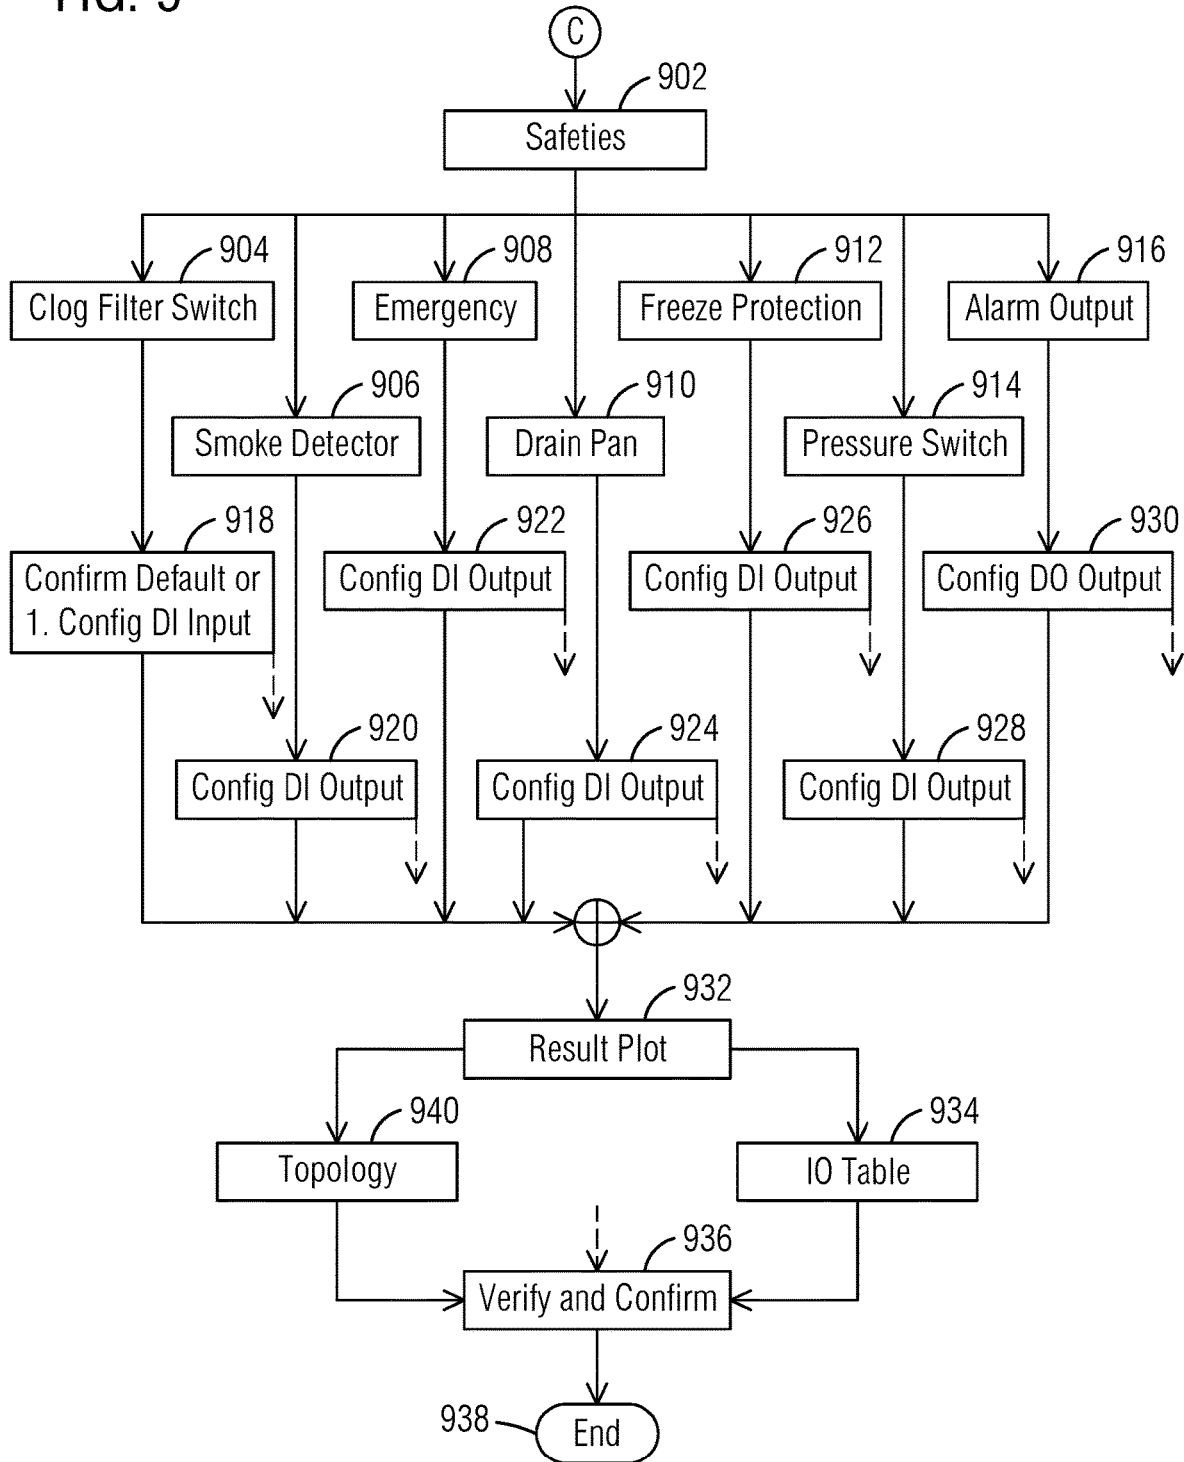 FIG. 9
C
902
Safeties
904
908
912
916
Clog Filter Switch
Emergency
Freeze Protection
Alarm Output
906
910
914
Smoke Detector
Drain Pan
Pressure Switch
918
922
926
930
Confirm Default or
1. Config DI Input
Config DI Output
Config DI Output
Config DO Output
920
924
928
Config DI Output
Config DI Output
Config DI Output
932
Result Plot
940
934
Topology
IO Table
936
Verify and Confirm
938
End